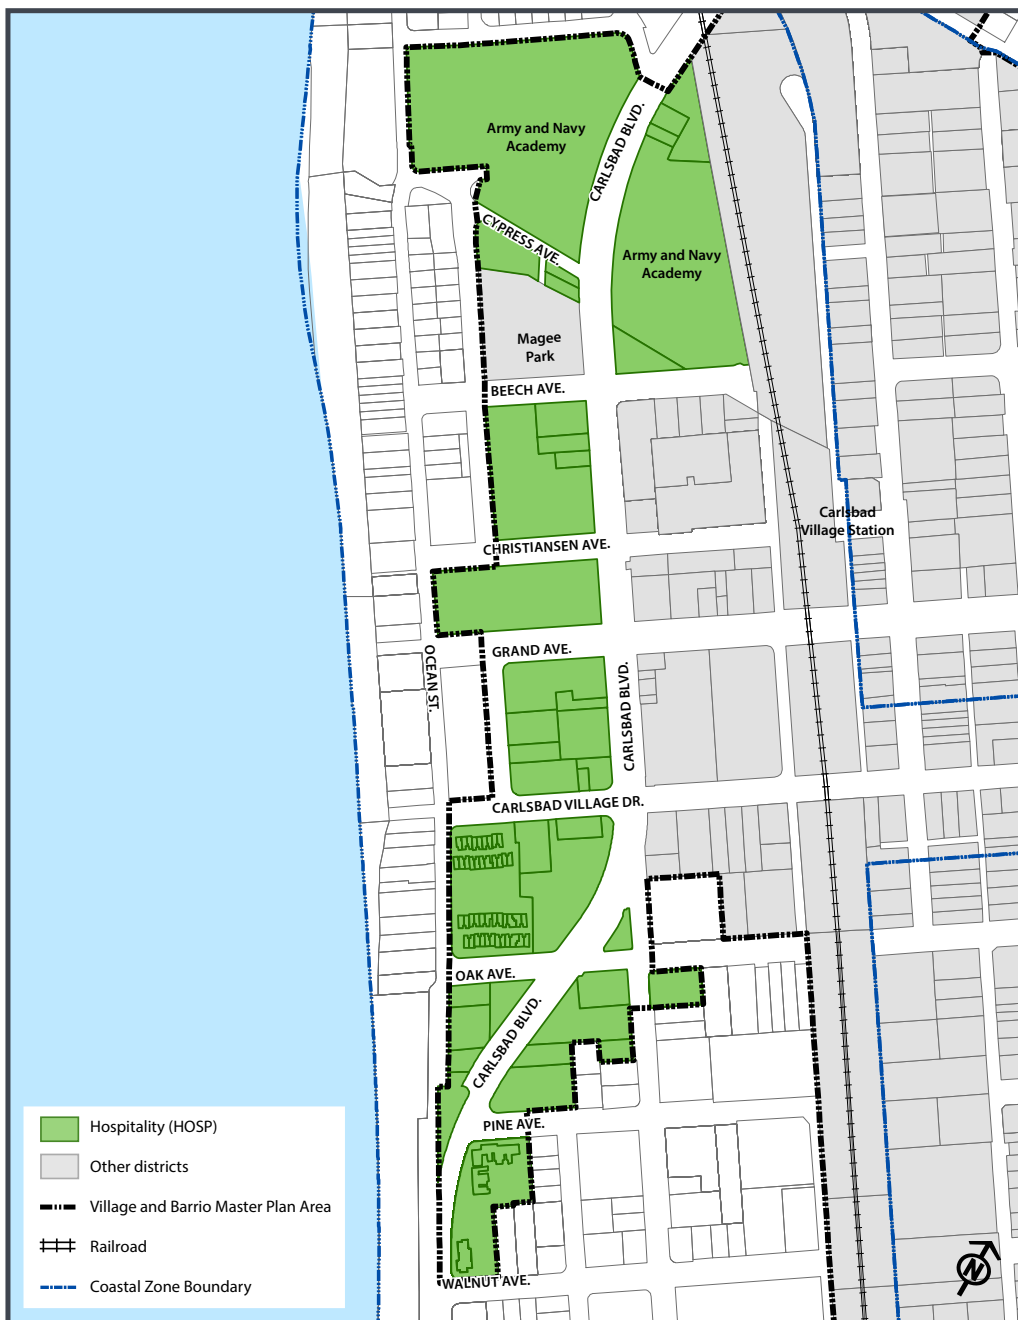 Army and Navy
Academy
CARLSBAD BLVD.
CYPRESS AVE.
Army and Navy
Academy
Magee
Park
BEECH AVE.
Carlsbad
Village Station
CHRISTIANSEN AVE.
OCEAN ST.
GRAND AVE.
CARLSBAD BLVD.
CARLSBAD VILLAGE DR.
OAK AVE.
CARLSBAD BLVD.
PINE AVE.
WALNUT AVE.
Hospitality (HOSP)
Other districts
Village and Barrio Master Plan Area
Railroad
Coastal Zone Boundary
N